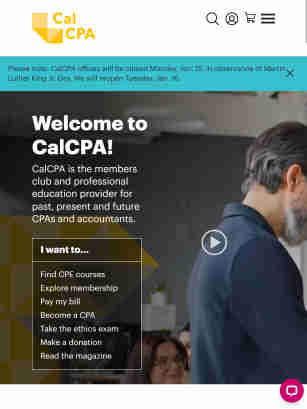 Cal
CPA
Please note: CalCPA offices will be closed Monday, Jan. 15, in observance of Martin
Luther King Jr. Day. We will reopen Tuesday, Jan. 16.
Welcome to
CalCPA!
CalCPA is the members
club and professional
education provider for
past, present and future
CPAs and accountants.
I want to...
Find CPE courses
Explore membership
Pay my bill
Become a CPA
Take the ethics exam
Make a donation
Read the magazine